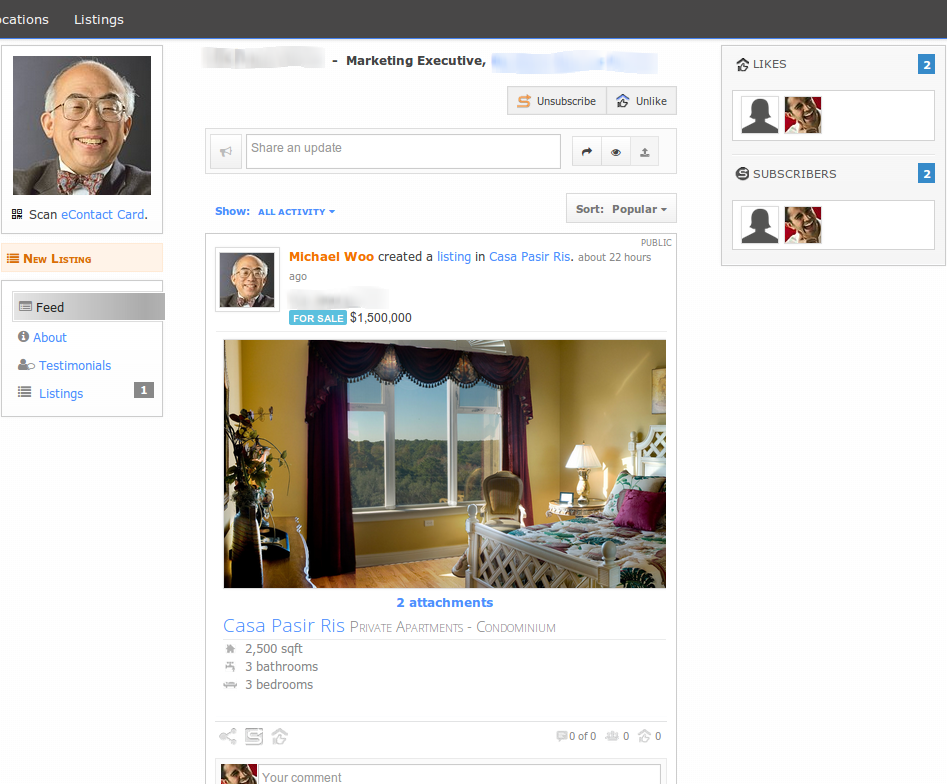 ocations Listings
- Marketing Executive,
Unsubscribe Unlike
Share an update
Scan eContact Card.
New Listing
Feed
About
Testimonials
Listings 1
Show: ALL ACTIVITY
Sort: Popular
PUBLIC
Michael Woo created a listing in Casa Pasir Ris. about 22 hours
ago
FOR SALE $1,500,000
2 attachments
Casa Pasir Ris Private Apartments - Condominium
2,500 sqft
3 bathrooms
3 bedrooms
0 of 0 0 0
Your comment
LIKES 2
SUBSCRIBERS 2